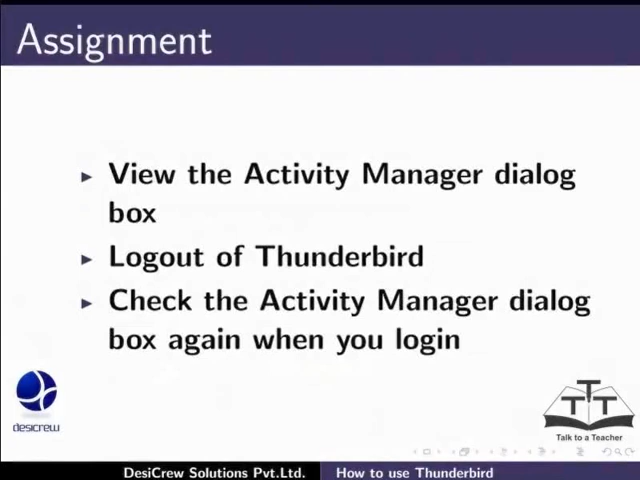 Assignment
View the Activity Manager dialog
box
Logout of Thunderbird
Check the Activity Manager dialog
box again when you login
desicrew
TTT
Talk to a Teacher
DesiCrew Solutions Pvt.Ltd. How to use Thunderbird